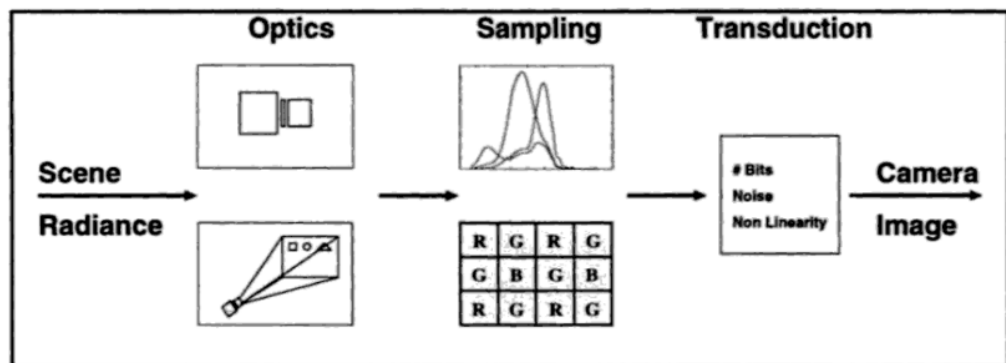 Optics Sampling Transduction
Scene
Radiance
R G R G
G B G B
R G R G
# Bits
Noise
Non Linearity
Camera
Image